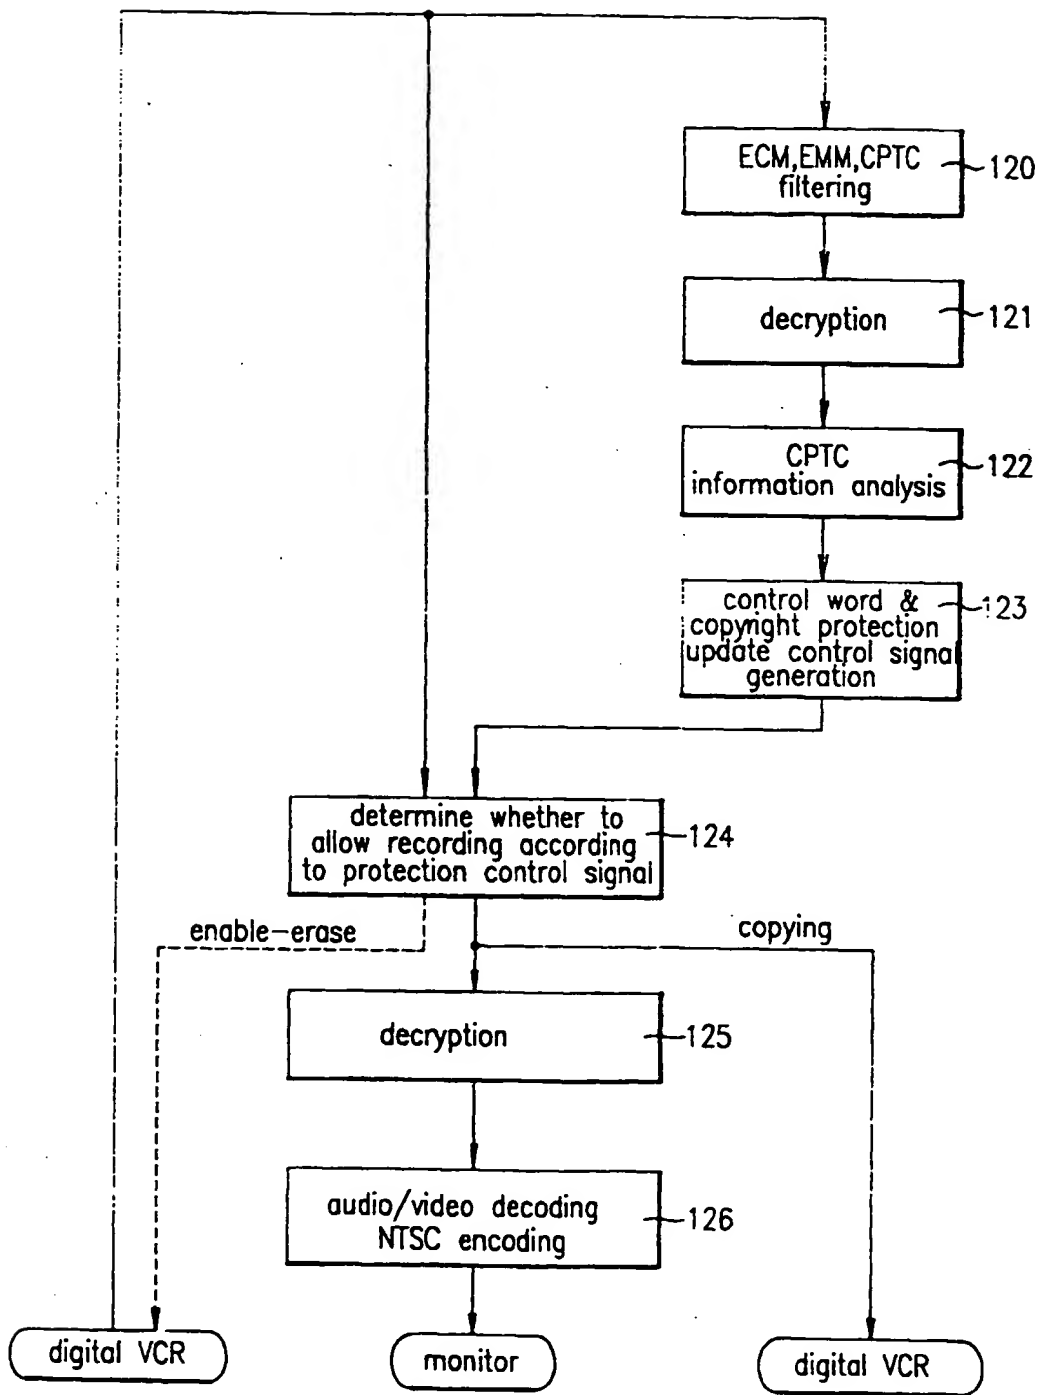 ECM,EMM,CPTC
filtering
120
decryption
121
CPTC
information analysis
122
control word &
copyright protection
update control signal
generation
123
determine whether to
allow recording according
to protection control signal
124
enable-erase
copying
decryption
125
audio/video decoding
NTSC encoding
126
digital VCR
monitor
digital VCR